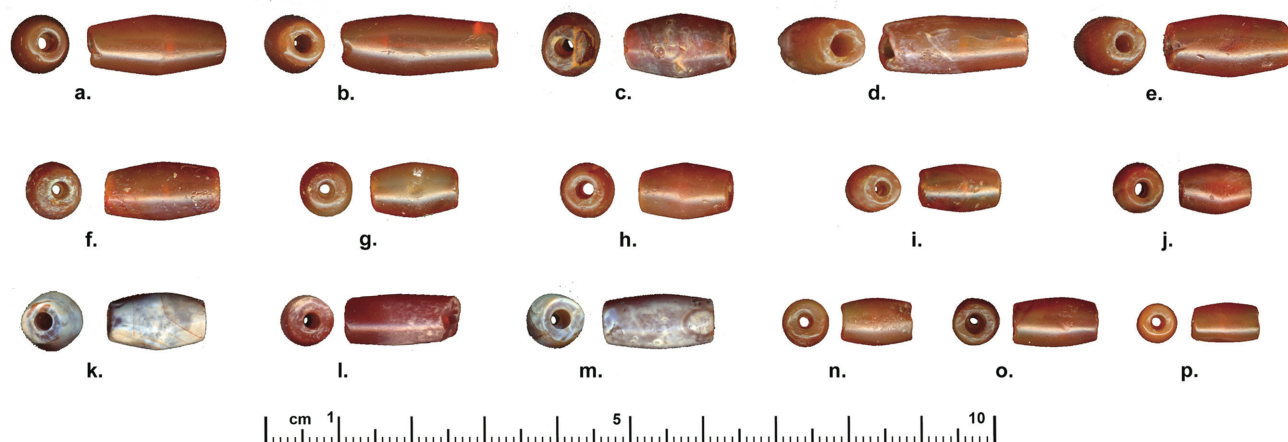 a. b. c. d. e.
f. g. h. i. j.
k. l. m. n. o. p.
cm 1 5 10